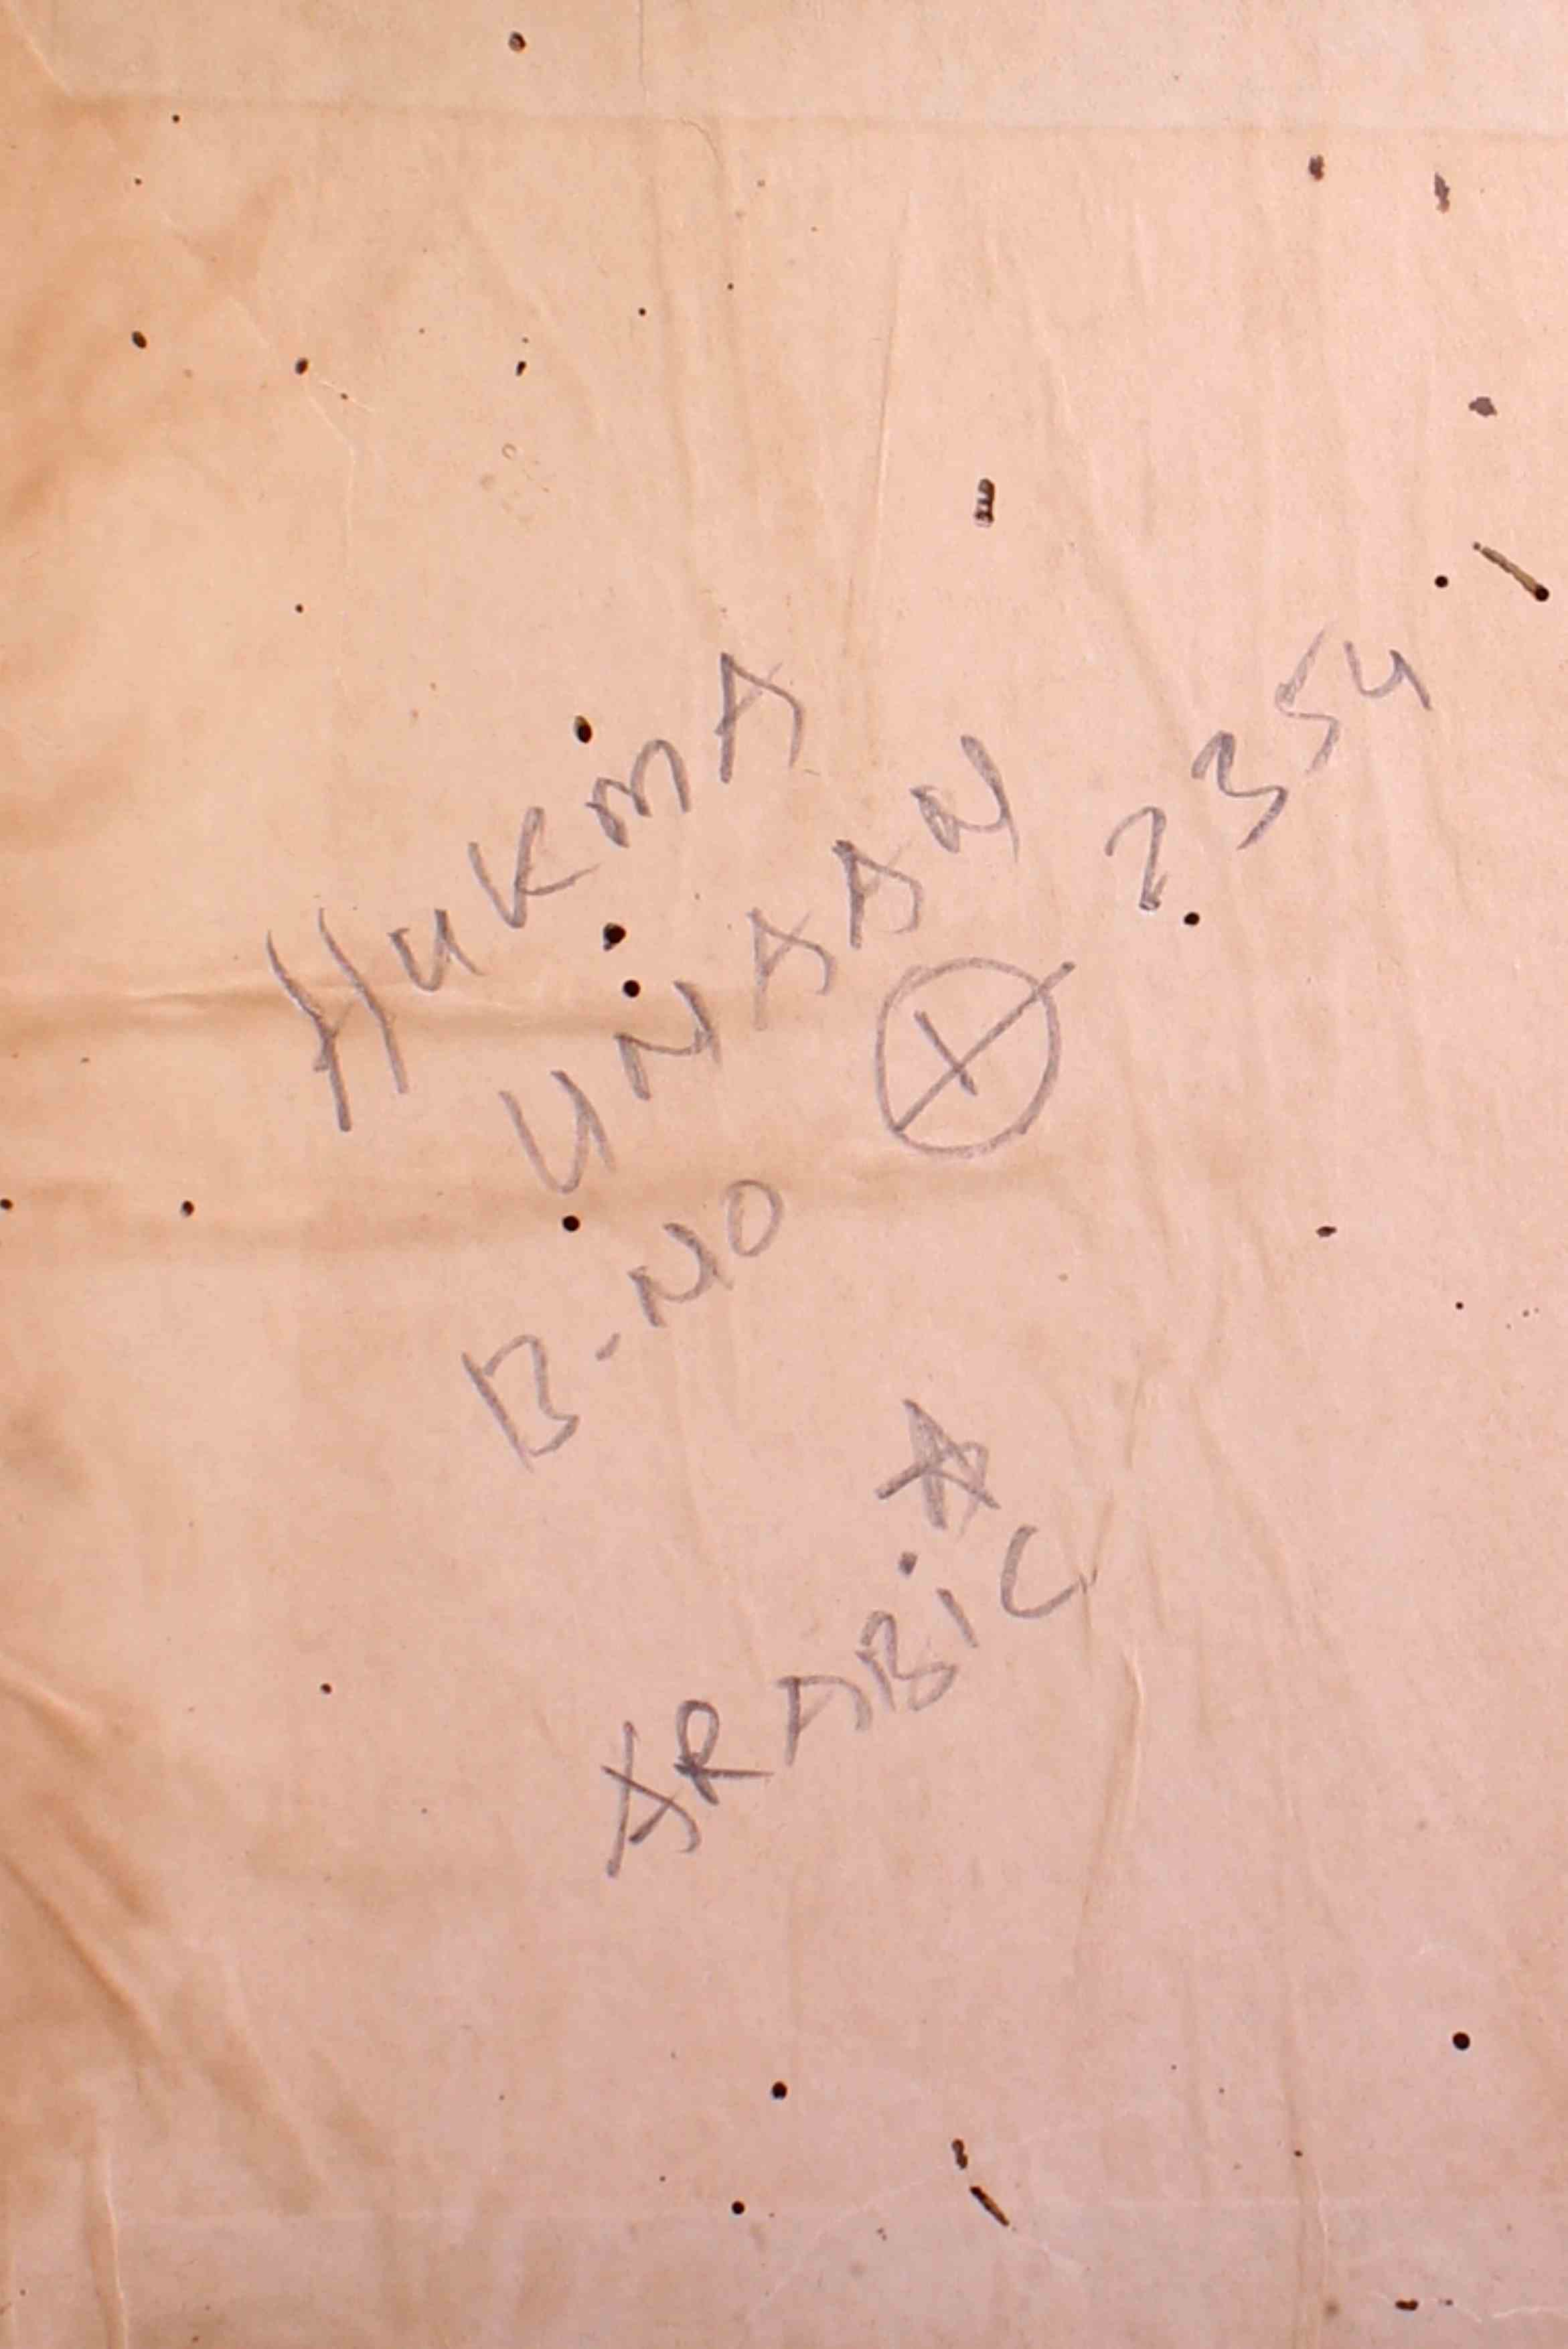 HUKMA
UNAAN
B-NO 2354
ARABIC